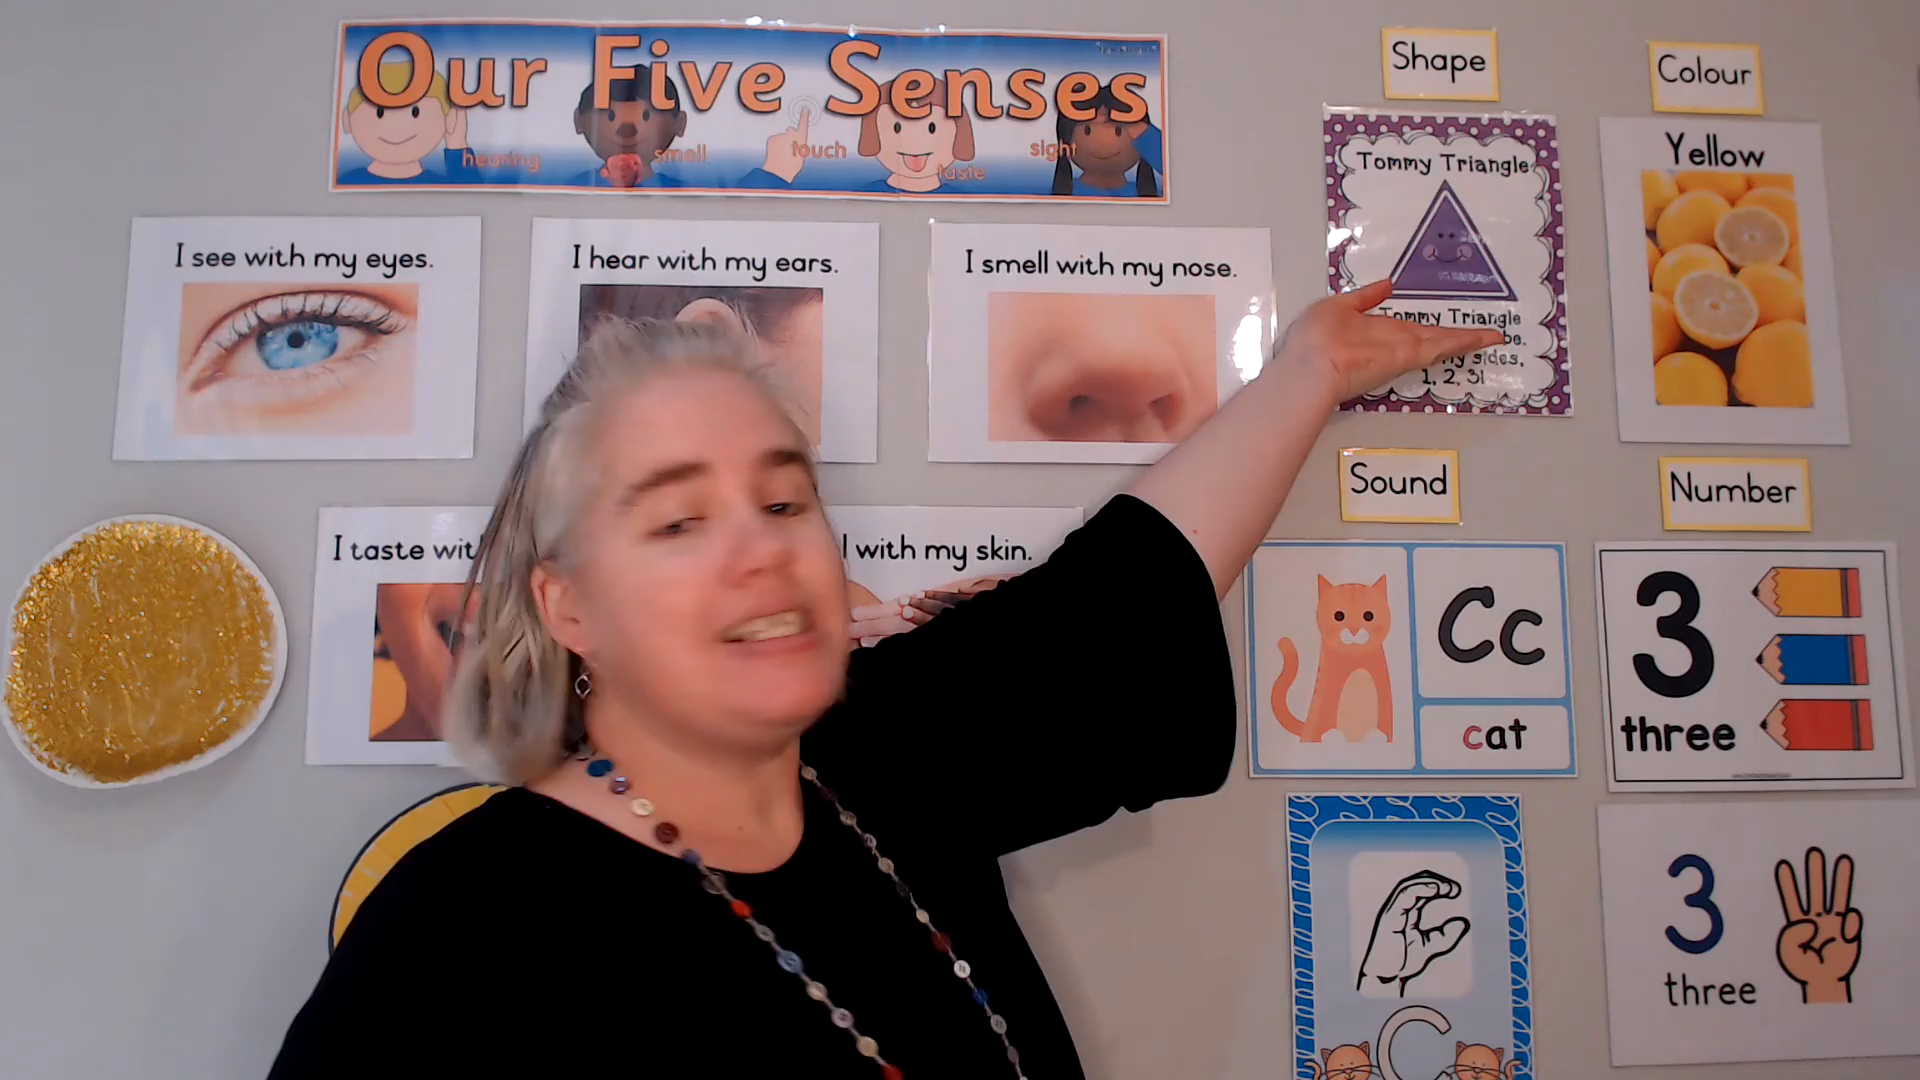 Our Five Senses
hearing
smell
touch
taste
sight
I see with my eyes.
I hear with my ears.
I smell with my nose.
I taste
with my skin.
Shape
Tommy Triangle
Tommy Triangle
be.
my sides,
1, 2, 3!
Colour
Yellow
Sound
Cc
cat
C
Number
3
three
3
three